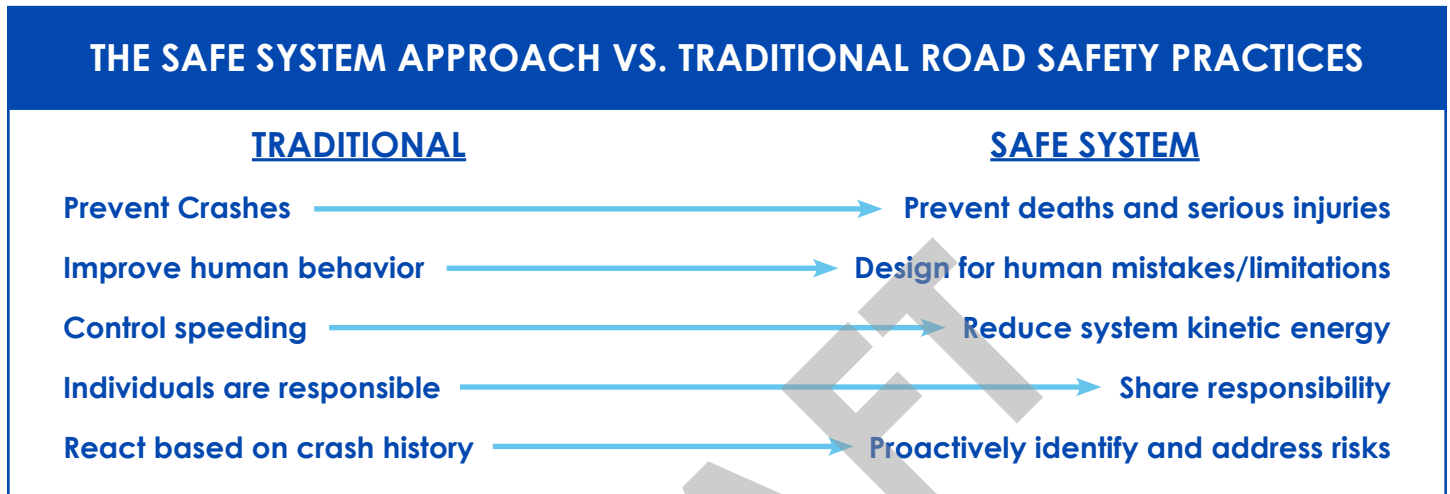 THE SAFE SYSTEM APPROACH VS. TRADITIONAL ROAD SAFETY PRACTICES
TRADITIONAL SAFE SYSTEM
Prevent Crashes Prevent deaths and serious injuries
Improve human behavior Design for human mistakes/limitations
Control speeding Reduce system kinetic energy
Individuals are responsible Share responsibility
React based on crash history Proactively identify and address risks